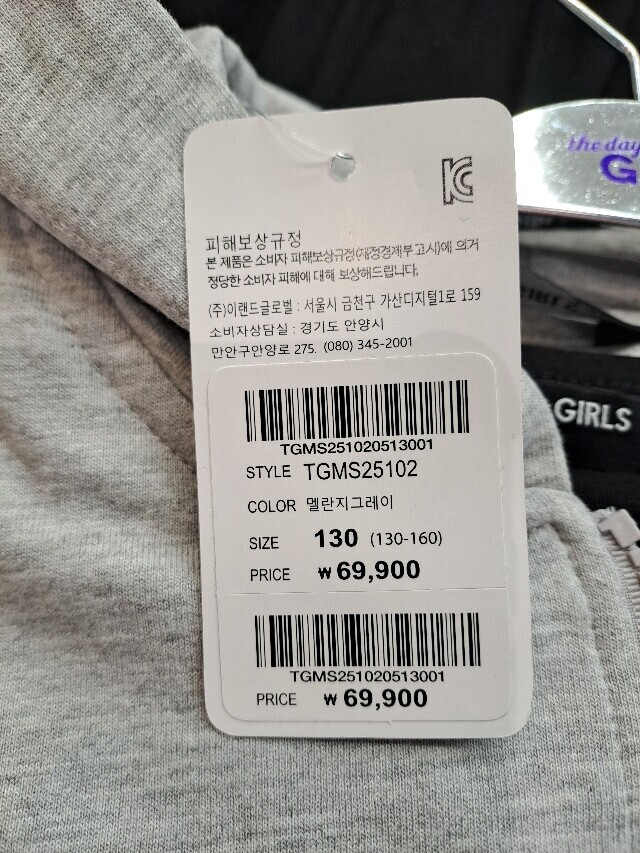 the day
G
피해보상규정
본 제품은 소비자 피해보상규정(재정경제부 고시)에 의거
정당한 소비자 피해에 대해 보상해드립니다.
(주)이랜드글로벌 : 서울시 금천구 가산디지털1로 159
소비자상담실 : 경기도 안양시
만안구안양로 275. (080) 345-2001
GIRLS
TGMS251020513001
STYLE TGMS25102
COLOR 멜란지그레이
SIZE 130 (130-160)
PRICE ₩69,900
TGMS251020513001
PRICE ₩69,900